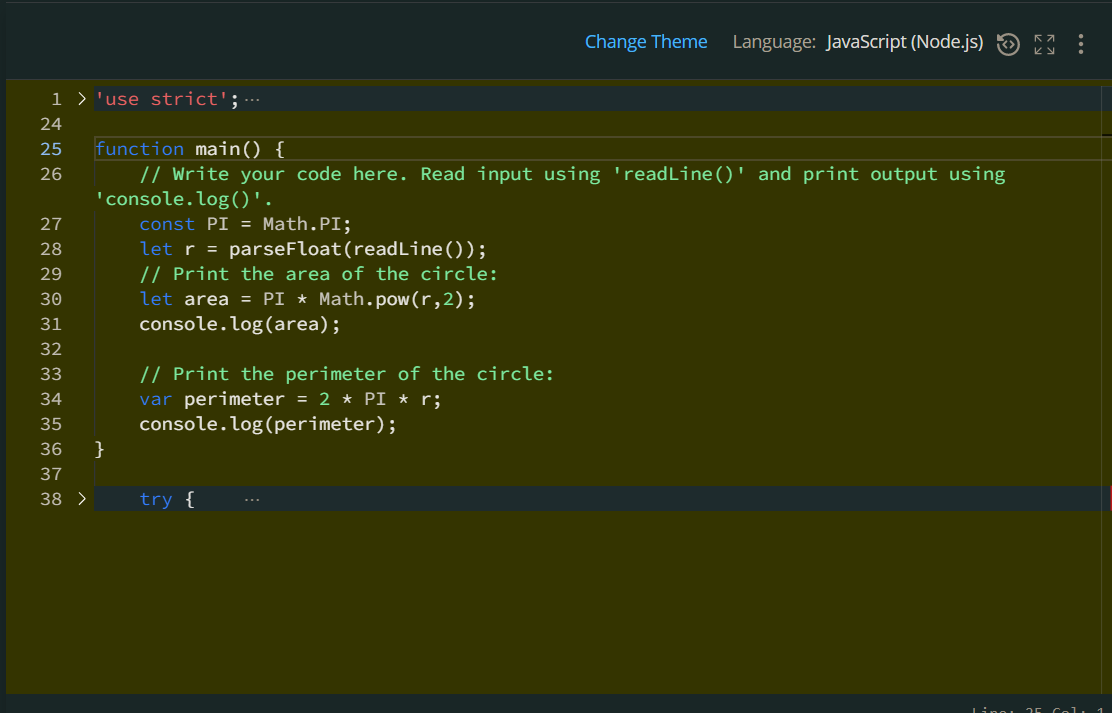 Change Theme Language: JavaScript (Node.js)
1 > 'use strict'; ···
24
25 function main() {
26     // Write your code here. Read input using 'readLine()' and print output using
'console.log()'.
27     const PI = Math.PI;
28     let r = parseFloat(readLine());
29     // Print the area of the circle:
30     let area = PI * Math.pow(r,2);
31     console.log(area);
32
33     // Print the perimeter of the circle:
34     var perimeter = 2 * PI * r;
35     console.log(perimeter);
36 }
37
38 >     try {    ···
Line: 25 Col: 1